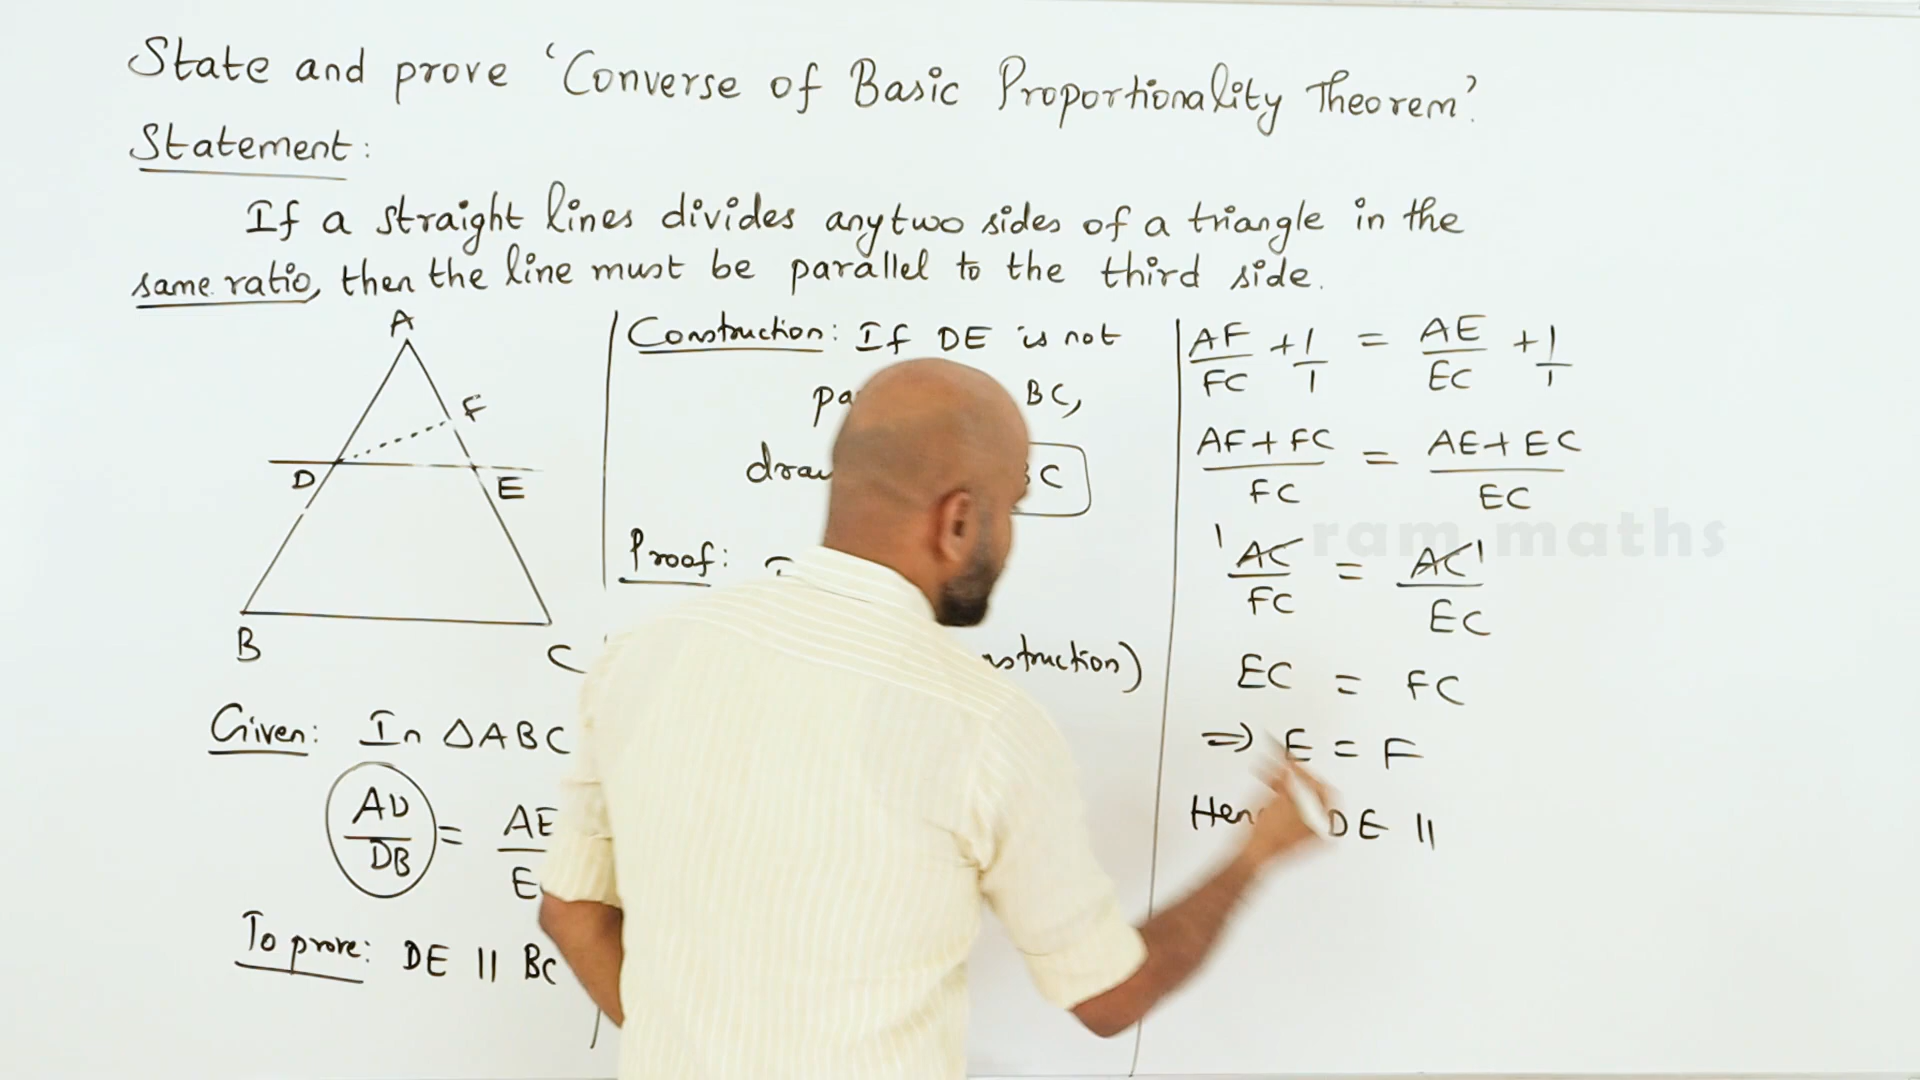 State and prove 'Converse of Basic Proportionality Theorem'.
Statement:
If a straight lines divides any two sides of a triangle in the
same ratio, then the line must be parallel to the third side.
A
F
D
E
B
C
Given: In △ABC
AD/DB = AE
To prove: DE || BC
Construction: If DE is not
BC,
C
Proof:
AF/FC + 1/1 = AE/EC + 1/1
AF + FC/FC = AE + EC/EC
1 AC/FC = AC 1/EC
EC = FC
⇒ E = F
DE ||
ram maths